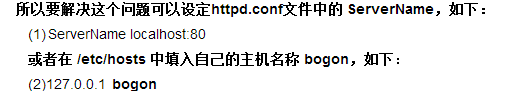 所以要解决这个问题可以设定httpd.conf文件中的 ServerName，如下：
(1)ServerName localhost:80
或者在 /etc/hosts 中填入自己的主机名称 bogon，如下：
(2)127.0.0.1 bogon